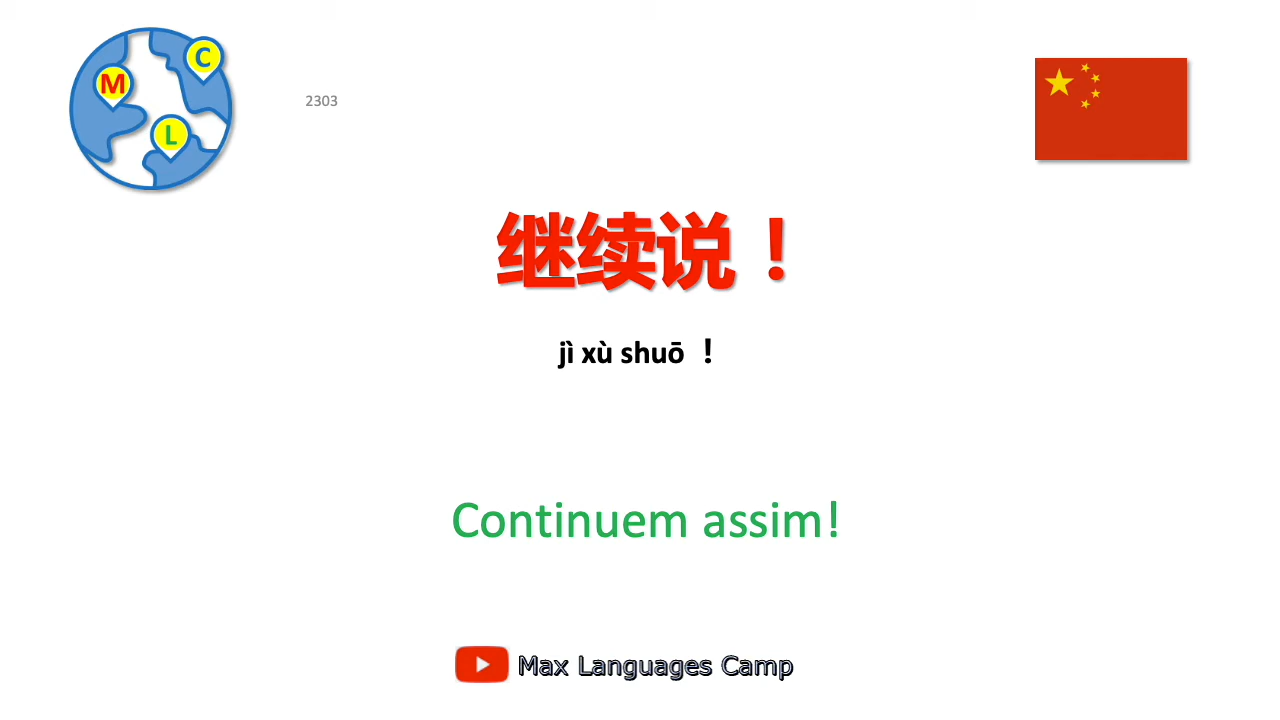 M
C
L
2303
继续说！
jì xù shuō ！
Continuem assim!
Max Languages Camp